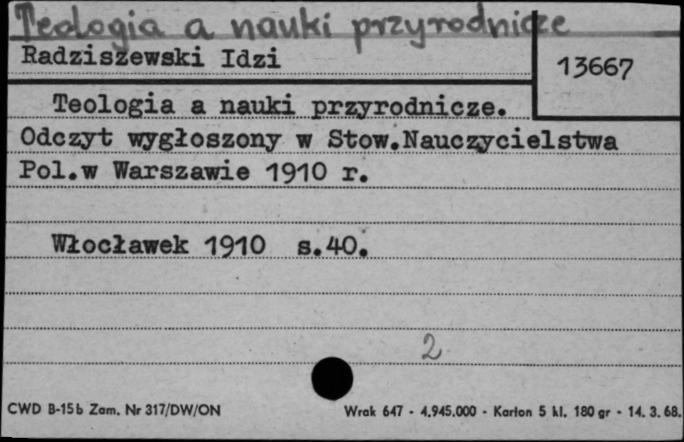 Teologia a nauki przyrodnicze
Radziszewski Idzi
13667
Teologia a nauki przyrodnicze.
Odczyt wygłoszony w Stow.Nauczycielstwa
Pol.w Warszawie 1910 r.
Włocławek 1910 s.40.
2
CWD B-15b Zam. Nr 317/DW/ON
Wrak 647 - 4.945.000 - Karton 5 kl. 180 gr - 14. 3. 68.